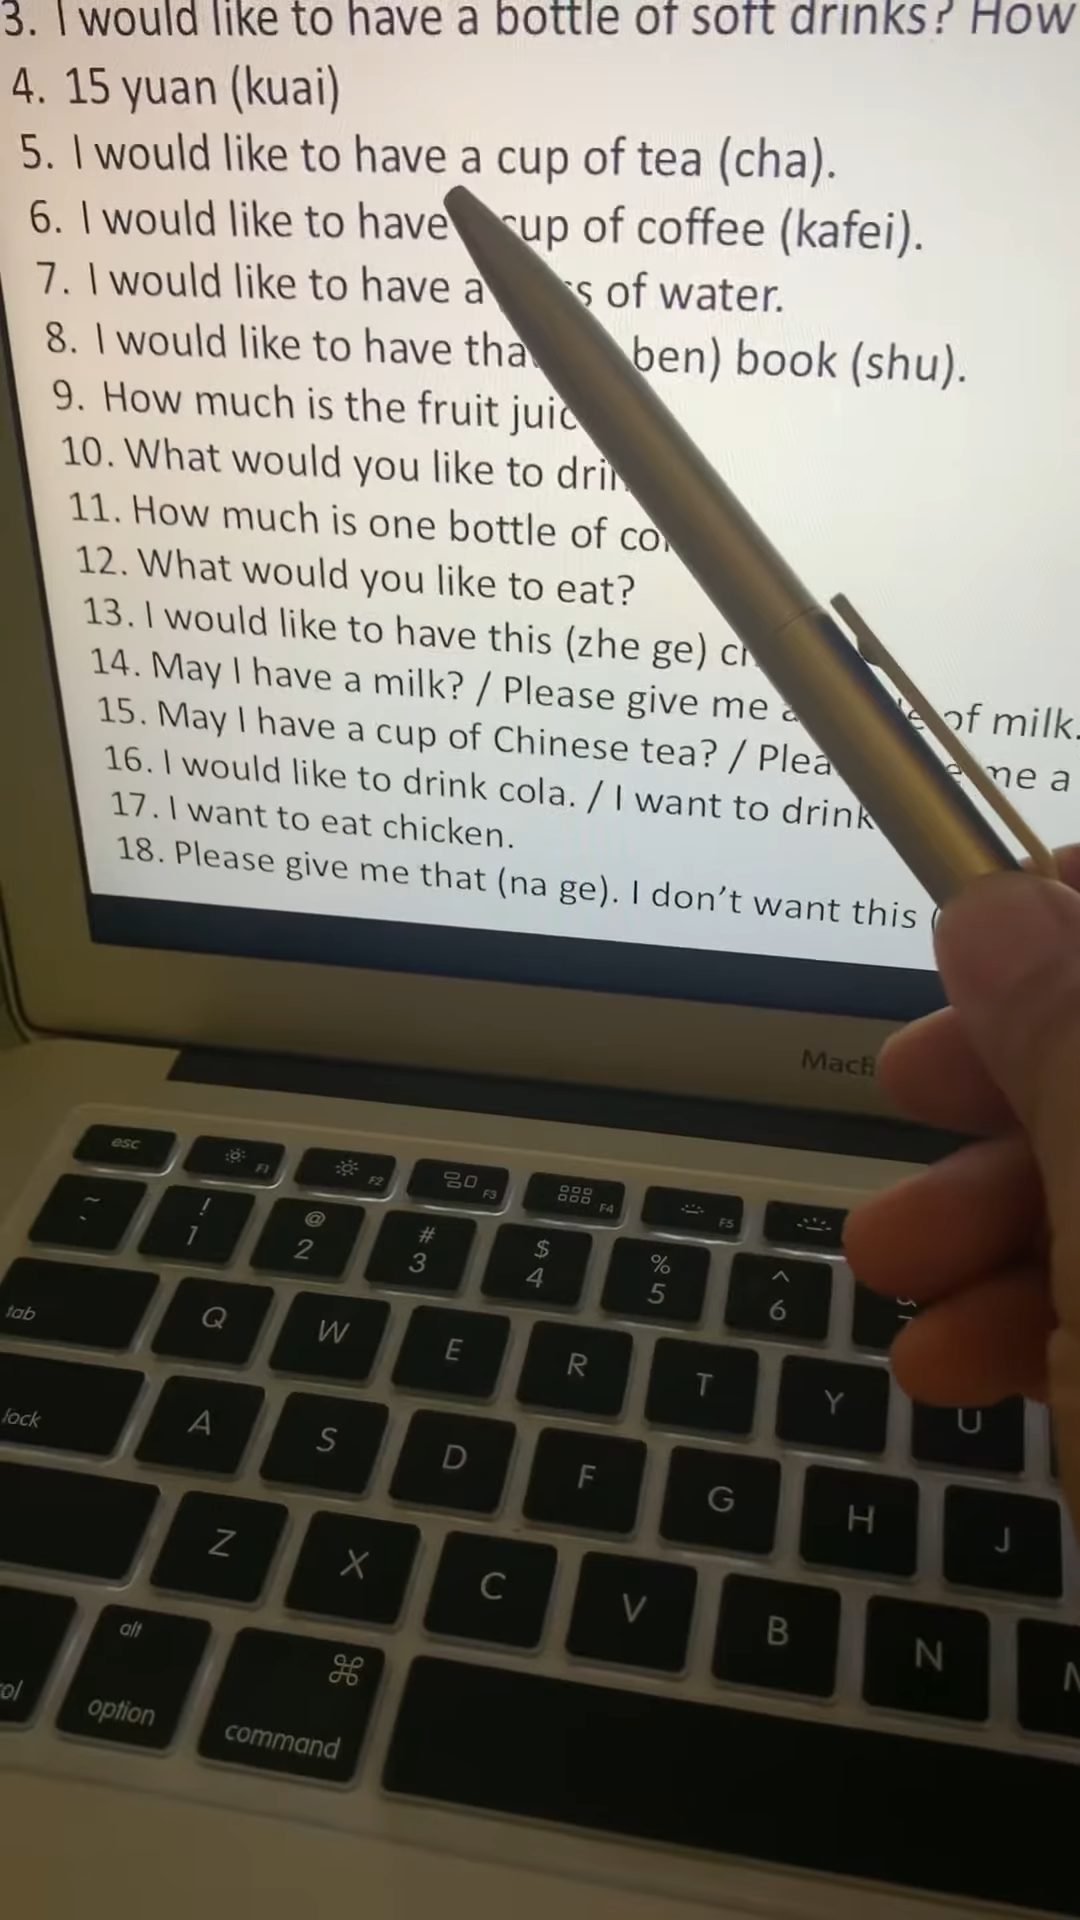 3. I would like to have a bottle of soft drinks? How
4. 15 yuan (kuai)
5. I would like to have a cup of tea (cha).
6. I would like to have cup of coffee (kafei).
7. I would like to have a of water.
8. I would like to have ben) book (shu).
9. How much is the fruit
10. What would you like to
11. How much is one bottle of
12. What would you like to eat?
13. I would like to have this (zhe ge)
14. May I have a milk? / Please give me of milk.
15. May I have a cup of Chinese tea? / me a
16. I would like to drink cola. / I want to drink
17. I want to eat chicken.
18. Please give me that (na ge). I don't want this (
esc F1 F2 F3 F4 F5
~ ! 1 @ 2 # 3 $ 4 % 5 ^ 6
tab Q W E R T Y U
lock A S D F G H J
Z X C V B N
alt option ⌘ command